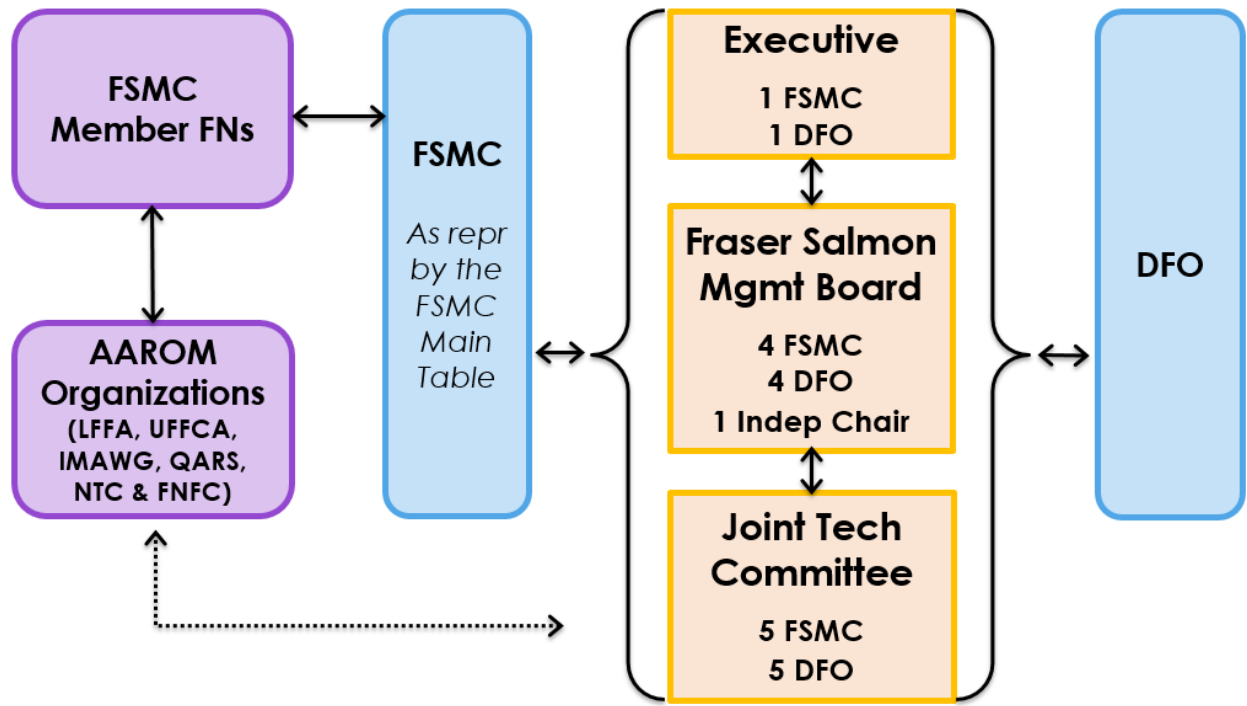 FSMC
Member FNs
AAROM
Organizations
(LFFA, UFFCA,
IMAWG, QARS,
NTC & FNFC)
FSMC
As repr
by the
FSMC
Main
Table
Executive
1 FSMC
1 DFO
Fraser Salmon
Mgmt Board
4 FSMC
4 DFO
1 Indep Chair
Joint Tech
Committee
5 FSMC
5 DFO
DFO